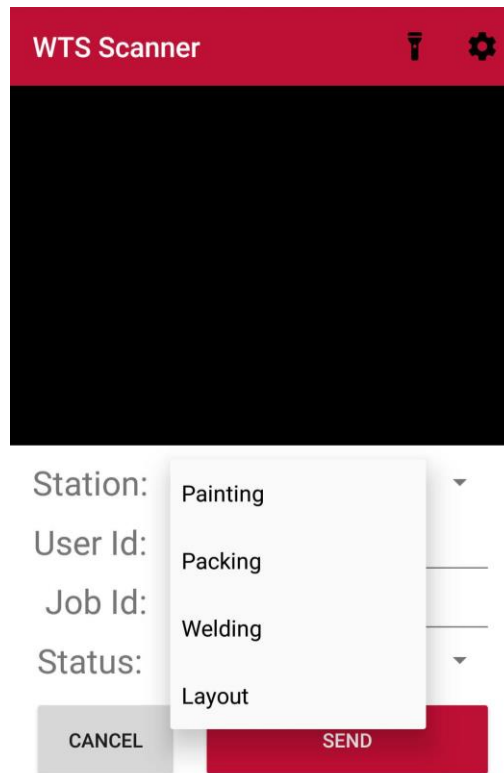 WTS Scanner
Station:
Painting
User Id:
Packing
Job Id:
Welding
Status:
Layout
CANCEL
SEND